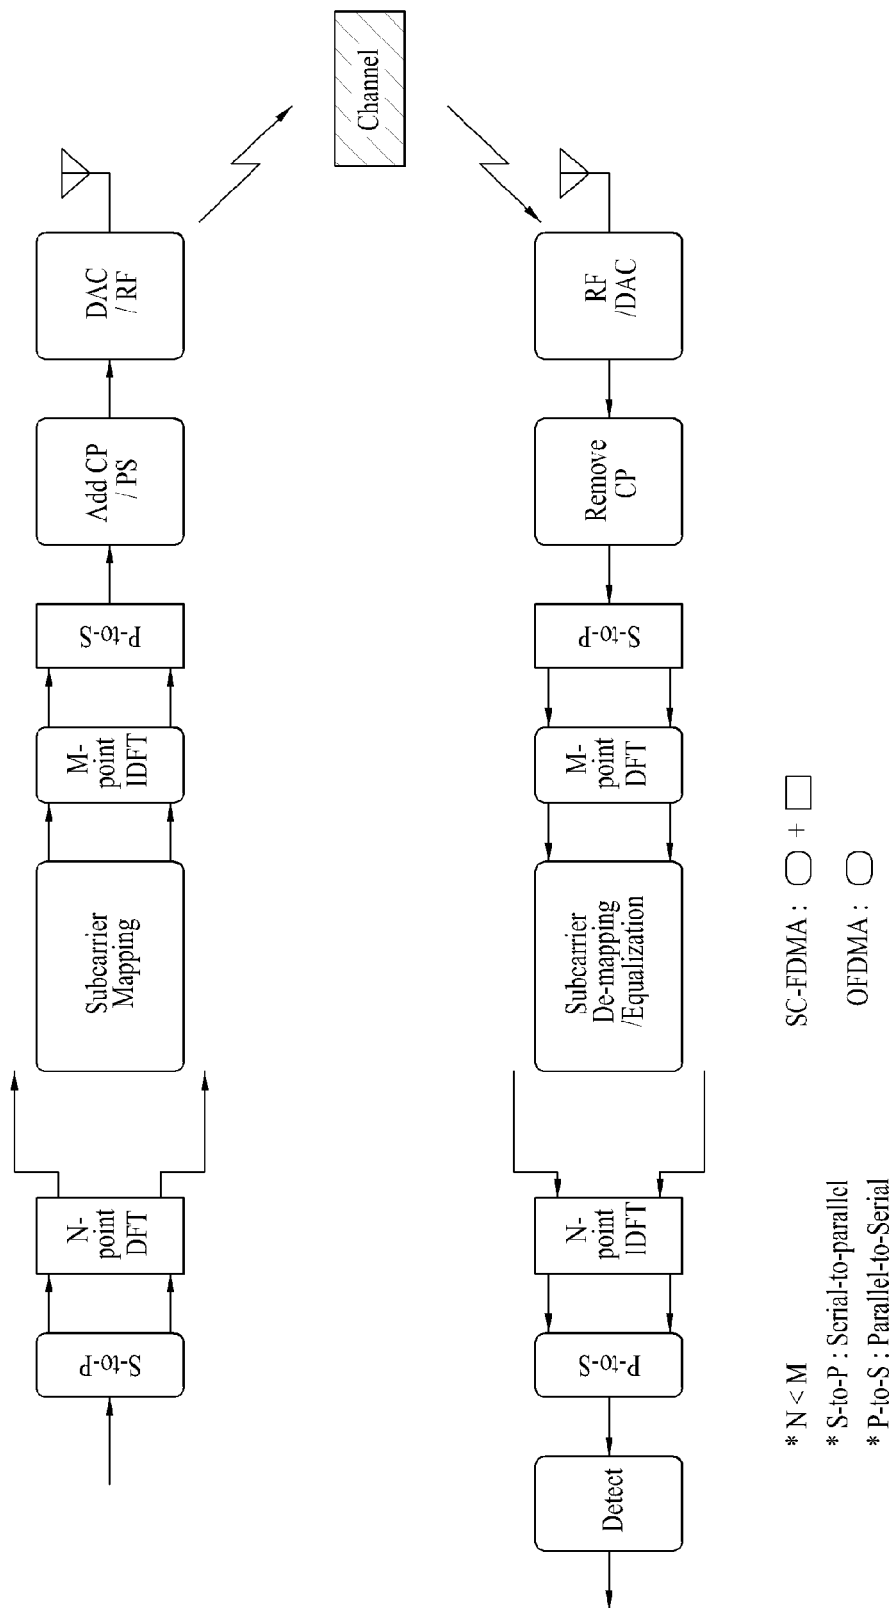 S-to-P
N-
point
DFT
Subcarrier
Mapping
M-
point
IDFT
P-to-S
Add CP
/ PS
DAC
/ RF
Channel
Detect
P-to-S
N-
point
IDFT
Subcarrier
De-mapping
/Equalization
M-
point
DFT
S-to-P
Remove
CP
RF
/DAC
* N < M
* S-to-P : Serial-to-parallel
* P-to-S : Parallel-to-Serial
SC-FDMA : +
OFDMA :